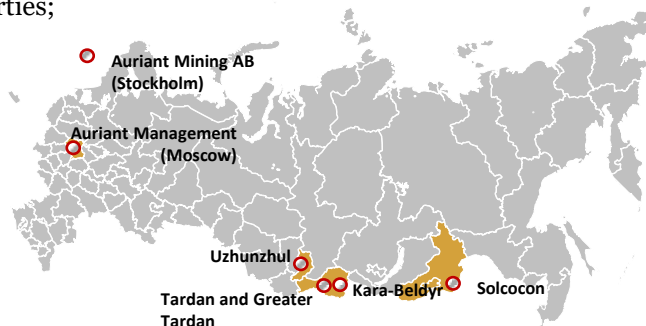 rties;
Auriant Mining AB
(Stockholm)
Auriant Management
(Moscow)
Uzhunzhul
Kara-Beldyr
Solcocon
Tardan and Greater
Tardan